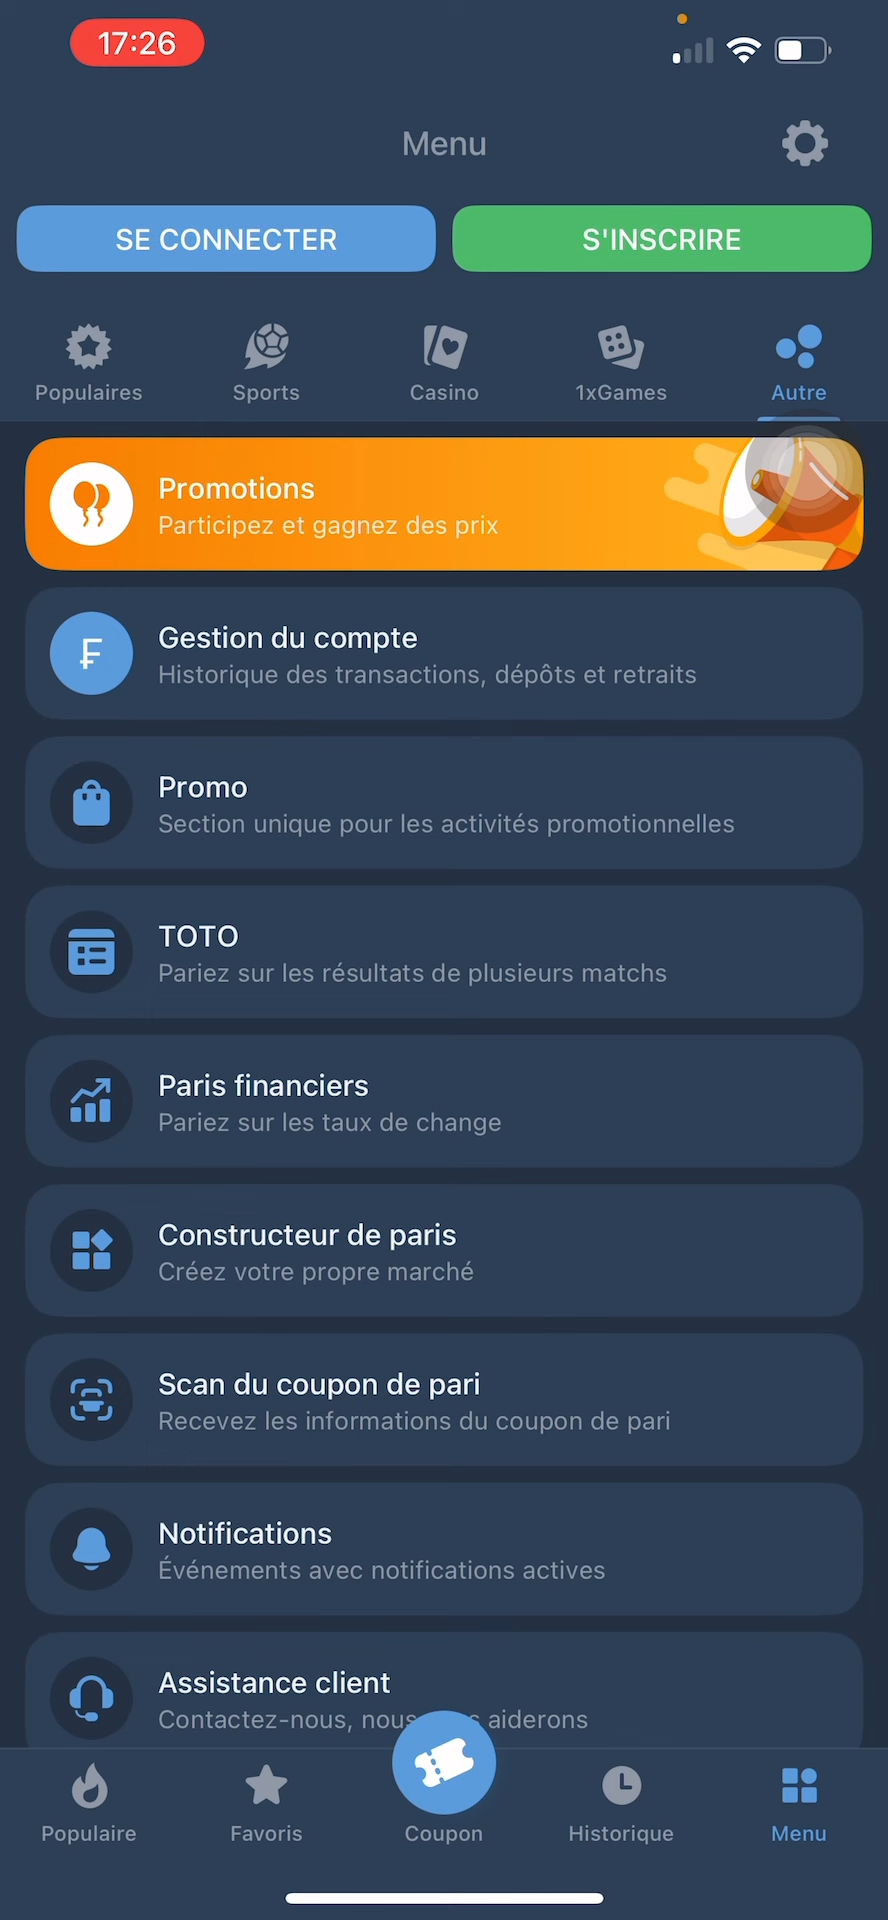 17:26
Menu
SE CONNECTER
S'INSCRIRE
Populaires
Sports
Casino
1xGames
Autre
Promotions
Participez et gagnez des prix
Gestion du compte
Historique des transactions, dépôts et retraits
Promo
Section unique pour les activités promotionnelles
TOTO
Pariez sur les résultats de plusieurs matchs
Paris financiers
Pariez sur les taux de change
Constructeur de paris
Créez votre propre marché
Scan du coupon de pari
Recevez les informations du coupon de pari
Notifications
Événements avec notifications actives
Assistance client
Contactez-nous, nous aiderons
Populaire
Favoris
Coupon
Historique
Menu